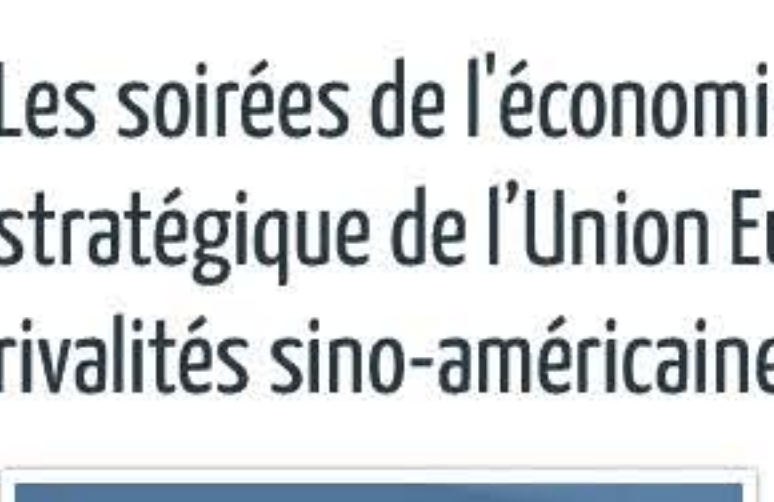 Les soirées de l'économi
stratégique de l’Union Eu
rivalités sino-américaine